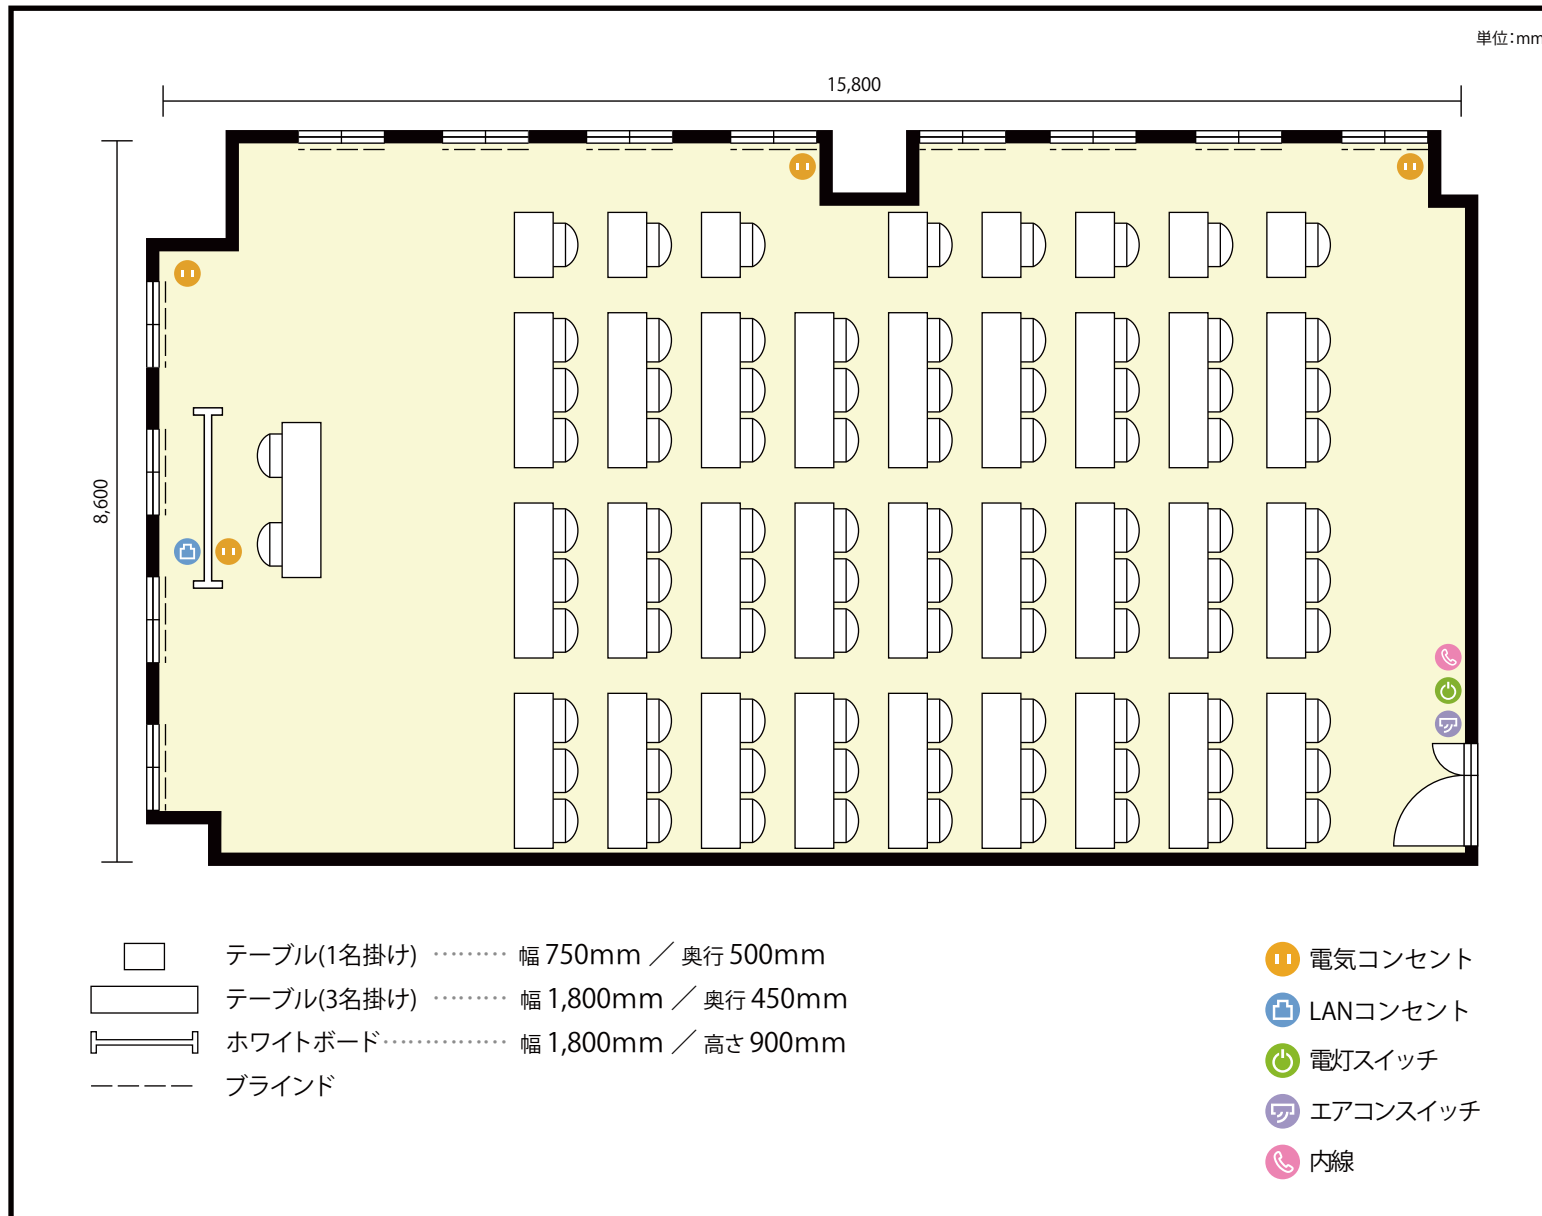 単位：mm
15,800
8,600
テーブル(1名掛け) ⋯⋯⋯ 幅 750mm ／ 奥行 500mm
テーブル(3名掛け) ⋯⋯⋯ 幅 1,800mm ／ 奥行 450mm
ホワイトボード ⋯⋯⋯⋯⋯ 幅 1,800mm ／ 高さ 900mm
ブラインド
電気コンセント
LANコンセント
電灯スイッチ
エアコンスイッチ
内線